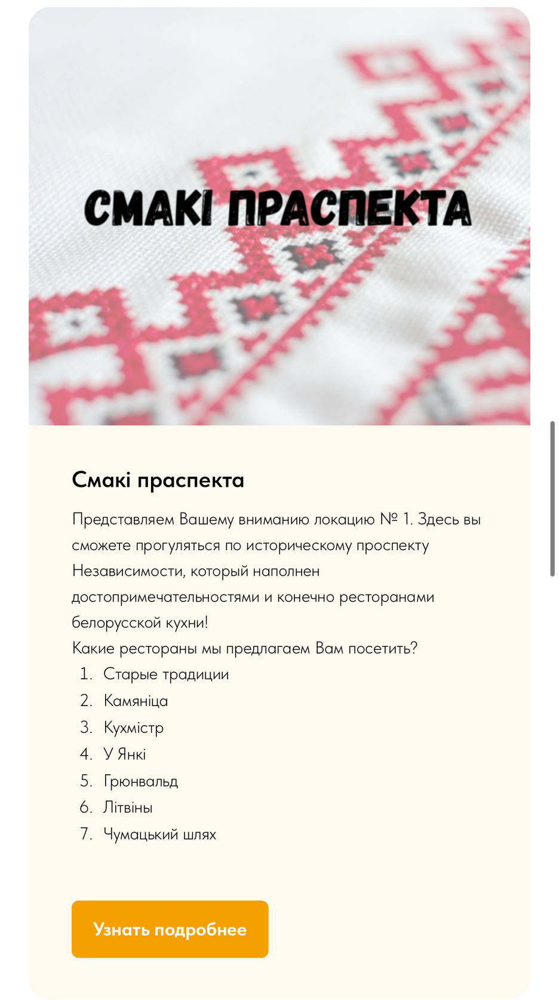 СМАКІ ПРАСПЕКТА
Смакі праспекта
Представляем Вашему вниманию локацию № 1. Здесь вы
сможете прогуляться по историческому проспекту
Независимости, который наполнен
достопримечательностями и конечно ресторанами
белорусской кухни!
Какие рестораны мы предлагаем Вам посетить?
1. Старые традиции
2. Камяніца
3. Кухмістр
4. У Янкі
5. Грюнвальд
6. Літвіны
7. Чумацький шлях
Узнать подробнее